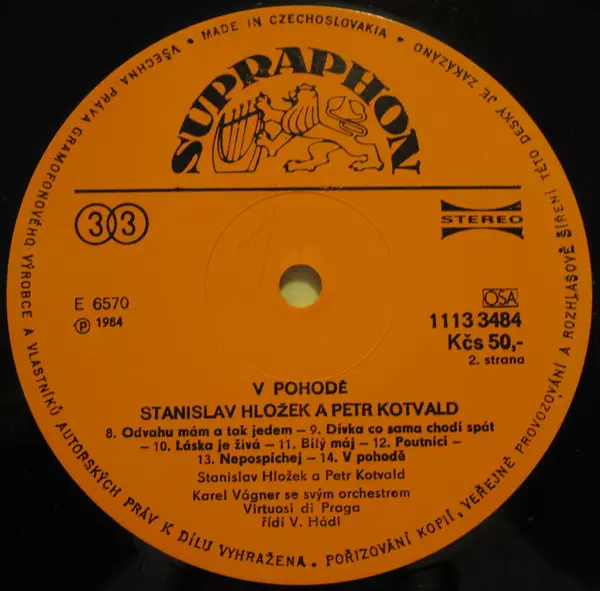 MADE IN CZECHOSLOVAKIA • VŠECHNA PRÁVA GRAMOFONOVÉHO VÝROBCE A VLASTNÍKŮ AUTORSKÝCH PRÁV K DÍLU VYHRAŽENA. POŘIZOVÁNÍ KOPIÍ, VEŘEJNÉ PROVOZOVÁNÍ A ROZHLASOVÉ ŠÍŘENÍ TÉTO DESKY JE ZAKÁZÁNO •
SUPRAPHON
33
STEREO
E 6570
Ⓟ 1984
OSA
1113 3484
Kčs 50,-
2. strana
V POHODĚ
STANISLAV HLOŽEK A PETR KOTVALD
8. Odvahu mám a tak jedem – 9. Dívka co sama chodí spát
– 10. Láska je živá – 11. Bílý máj – 12. Poutníci –
13. Nepospíchej – 14. V pohodě
Stanislav Hložek a Petr Kotvald
Karel Vágner se svým orchestrem
Virtuosi di Praga
řídí V. Hádl